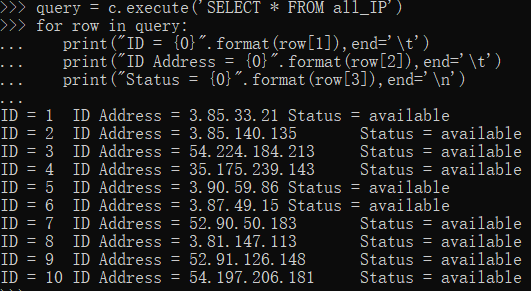 >>> query = c.execute('SELECT * FROM all_IP')
>>> for row in query:
...     print("ID = {0}".format(row[1]),end='\t')
...     print("ID Address = {0}".format(row[2]),end='\t')
...     print("Status = {0}".format(row[3]),end='\n')
...
ID = 1  ID Address = 3.85.33.21 Status = available
ID = 2  ID Address = 3.85.140.135       Status = available
ID = 3  ID Address = 54.224.184.213     Status = available
ID = 4  ID Address = 35.175.239.143     Status = available
ID = 5  ID Address = 3.90.59.86 Status = available
ID = 6  ID Address = 3.87.49.15 Status = available
ID = 7  ID Address = 52.90.50.183       Status = available
ID = 8  ID Address = 3.81.147.113       Status = available
ID = 9  ID Address = 52.91.126.148      Status = available
ID = 10 ID Address = 54.197.206.181     Status = available